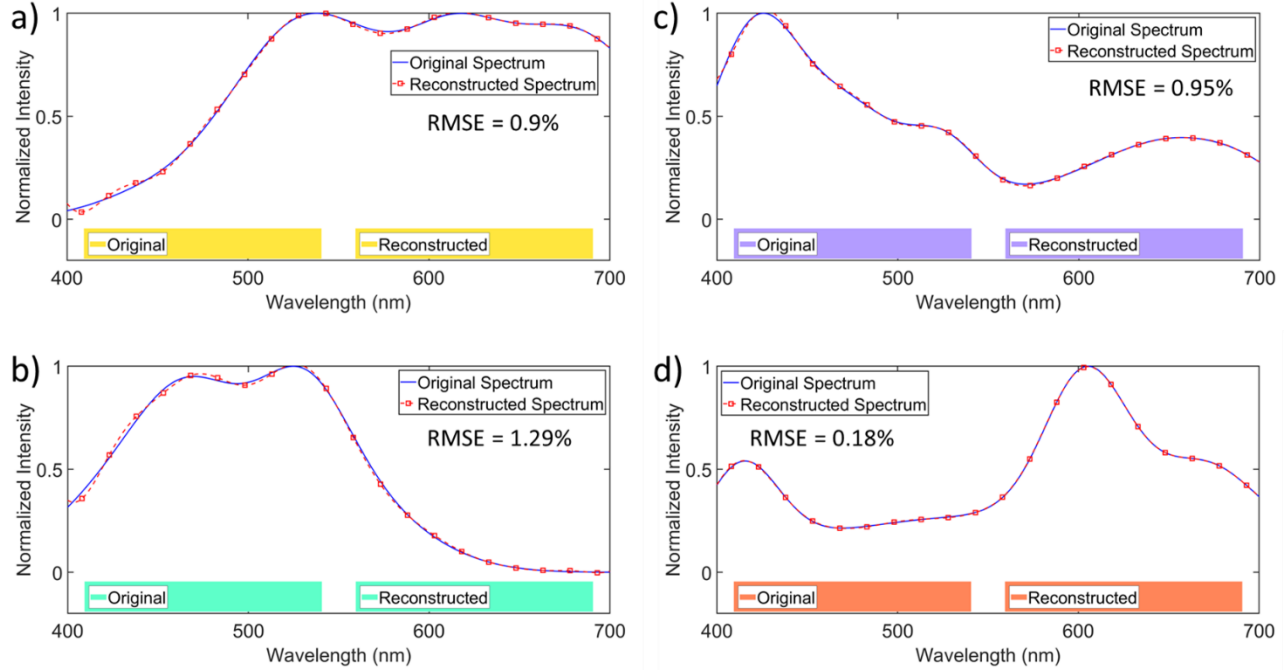 a)
Normalized Intensity
1
0.5
0
Original Spectrum
Reconstructed Spectrum
RMSE = 0.9%
Original
Reconstructed
400
500
600
700
Wavelength (nm)
b)
Normalized Intensity
1
0.5
0
Original Spectrum
Reconstructed Spectrum
RMSE = 1.29%
Original
Reconstructed
400
500
600
700
Wavelength (nm)
c)
Normalized Intensity
1
0.5
0
Original Spectrum
Reconstructed Spectrum
RMSE = 0.95%
Original
Reconstructed
400
500
600
700
Wavelength (nm)
d)
Normalized Intensity
1
0.5
0
Original Spectrum
Reconstructed Spectrum
RMSE = 0.18%
Original
Reconstructed
400
500
600
700
Wavelength (nm)